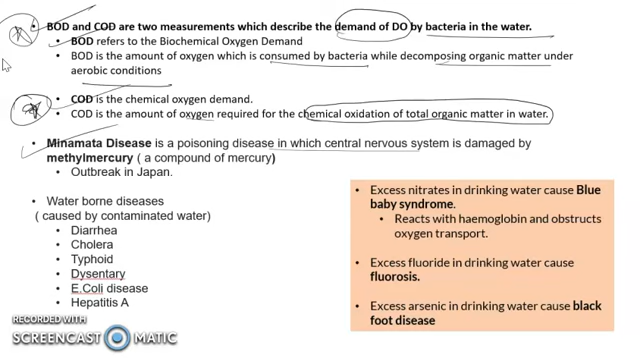 BOD and COD are two measurements which describe the demand of DO by bacteria in the water.
BOD refers to the Biochemical Oxygen Demand
BOD is the amount of oxygen which is consumed by bacteria while decomposing organic matter under
aerobic conditions
COD is the chemical oxygen demand.
COD is the amount of oxygen required for the chemical oxidation of total organic matter in water.
Minamata Disease is a poisoning disease in which central nervous system is damaged by
methylmercury ( a compound of mercury)
Outbreak in Japan.
Water borne diseases
( caused by contaminated water)
Diarrhea
Cholera
Typhoid
Dysentary
E.Coli disease
Hepatitis A
Excess nitrates in drinking water cause Blue
baby syndrome.
Reacts with haemoglobin and obstructs
oxygen transport.
Excess fluoride in drinking water cause
fluorosis.
Excess arsenic in drinking water cause black
foot disease
RECORDED WITH
SCREENCAST MATIC